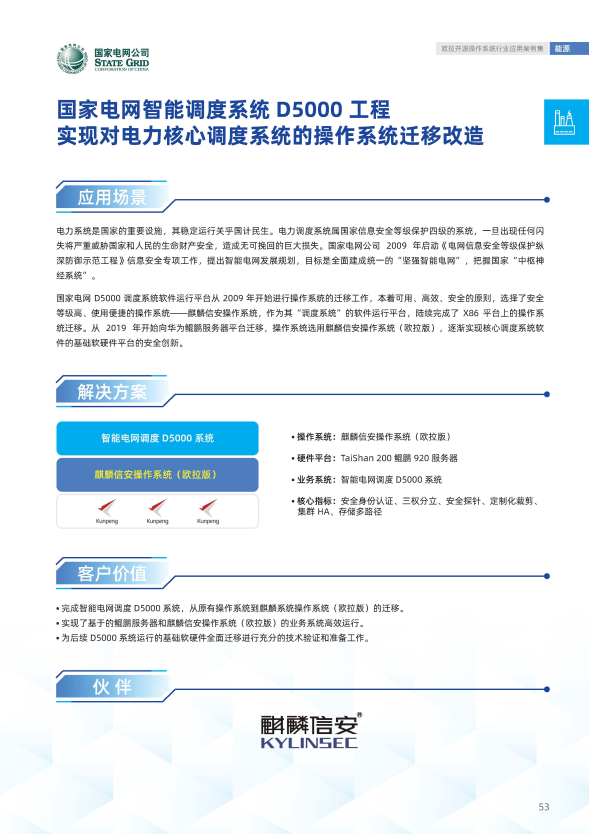 国家电网公司
STATE GRID
CORPORATION OF CHINA
欧拉开源操作系统行业应用案例集
能源
国家电网智能调度系统 D5000 工程
实现对电力核心调度系统的操作系统迁移改造
应用场景
电力系统是国家的重要设施，其稳定运行关乎国计民生。电力调度系统属国家信息安全等级保护四级的系统，一旦出现任何闪
失将严重威胁国家和人民的生命财产安全，造成无可挽回的巨大损失。国家电网公司 2009 年启动《电网信息安全等级保护纵
深防御示范工程》信息安全专项工作，提出智能电网发展规划，目标是全面建成统一的“坚强智能电网”，把握国家“中枢神
经系统”。
国家电网 D5000 调度系统软件运行平台从 2009 年开始进行操作系统的迁移工作，本着可用、高效、安全的原则，选择了安全
等级高、使用便捷的操作系统——麒麟信安操作系统，作为其“调度系统”的软件运行平台，陆续完成了 X86 平台上的操作系
统迁移。从 2019 年开始向华为鲲鹏服务器平台迁移，操作系统选用麒麟信安操作系统（欧拉版），逐渐实现核心调度系统软
件的基础软硬件平台的安全创新。
解决方案
智能电网调度 D5000 系统
麒麟信安操作系统（欧拉版）
Kunpeng Kunpeng Kunpeng
• 操作系统：麒麟信安操作系统（欧拉版）
• 硬件平台：TaiShan 200 鲲鹏 920 服务器
• 业务系统：智能电网调度 D5000 系统
• 核心指标：安全身份认证、三权分立、安全探针、定制化裁剪、
集群 HA、存储多路径
客户价值
• 完成智能电网调度 D5000 系统，从原有操作系统到麒麟系统操作系统（欧拉版）的迁移。
• 实现了基于的鲲鹏服务器和麒麟信安操作系统（欧拉版）的业务系统高效运行。
• 为后续 D5000 系统运行的基础软硬件全面迁移进行充分的技术验证和准备工作。
伙伴
麒麟信安®
KYLINSEC
53